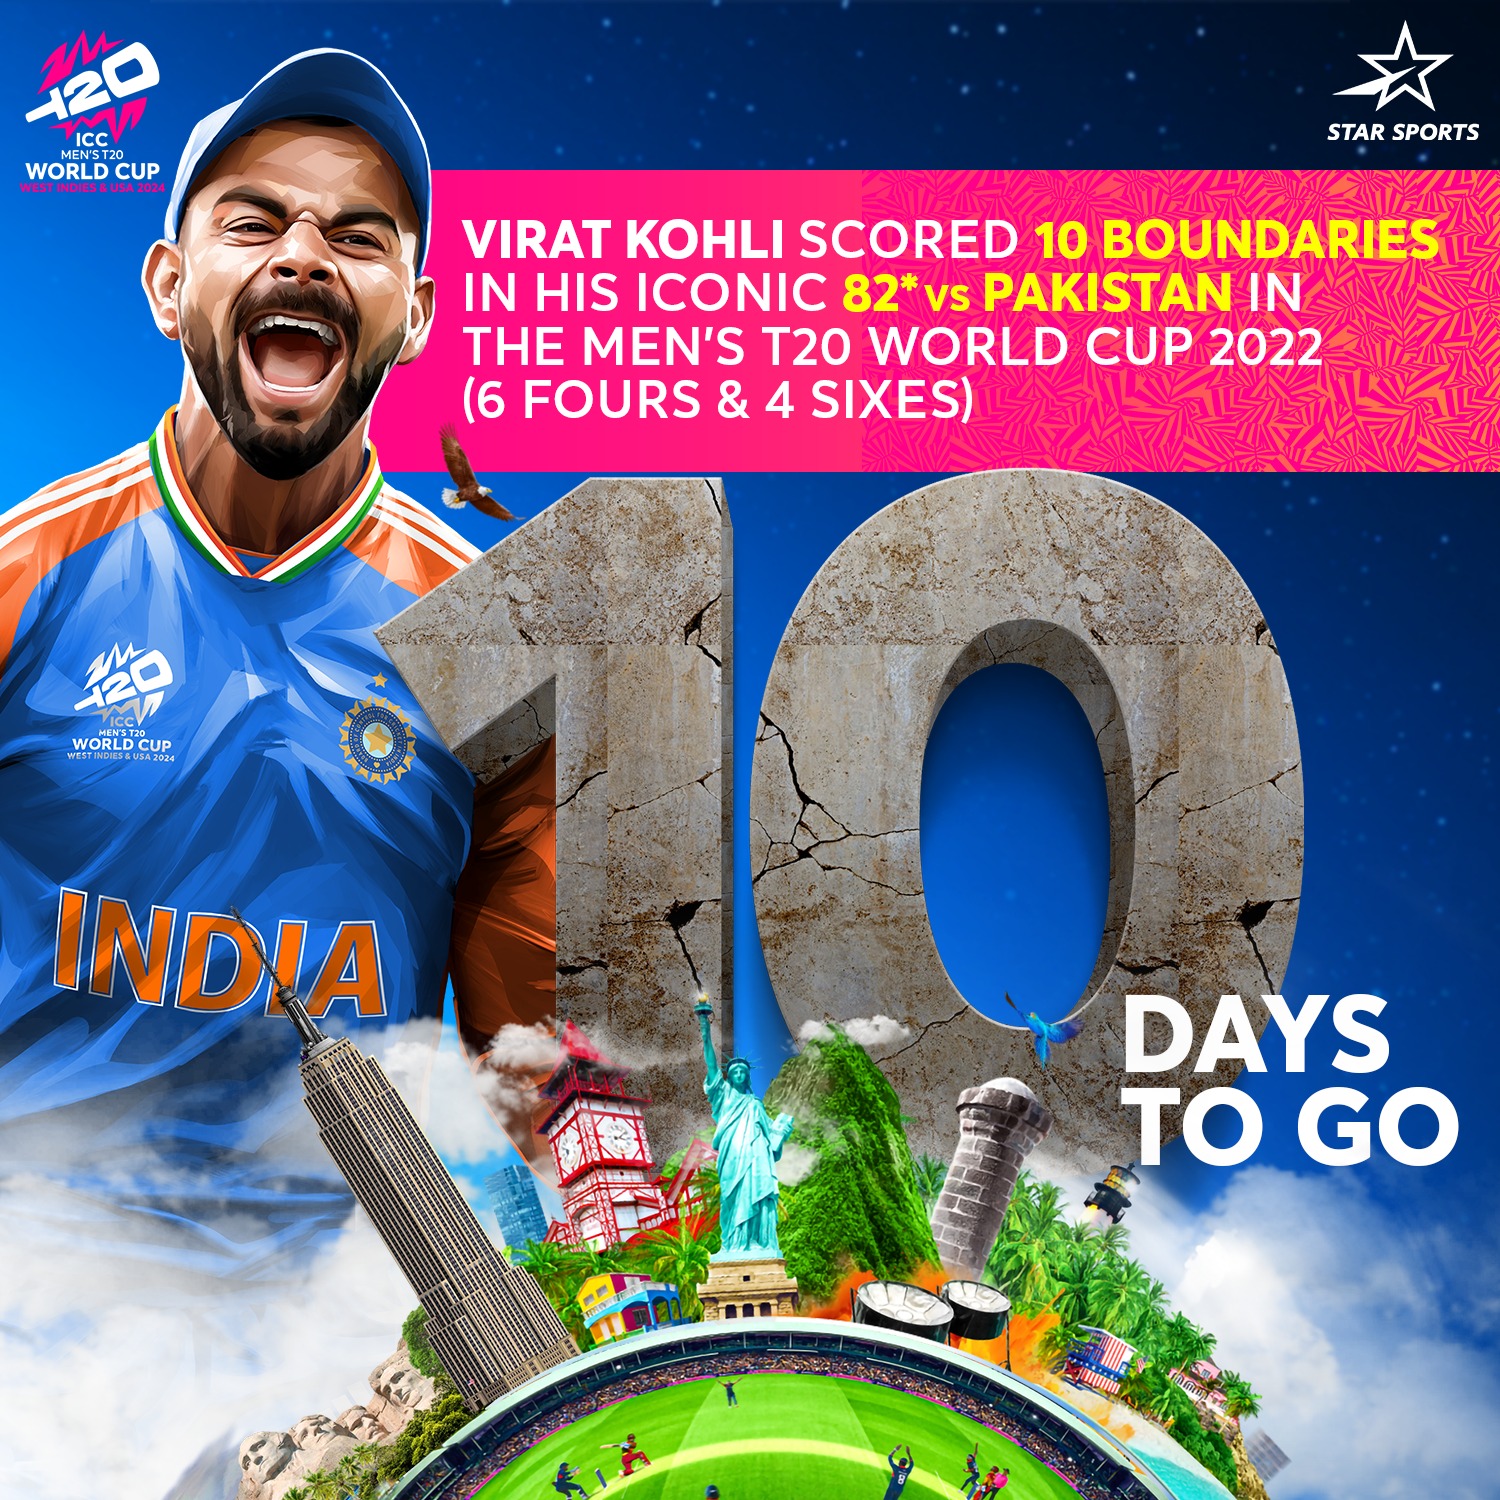 T20
ICC
MEN'S T20
WORLD CUP
WEST INDIES & USA 2024
STAR SPORTS
VIRAT KOHLI SCORED 10 BOUNDARIES
IN HIS ICONIC 82* VS PAKISTAN IN
THE MEN'S T20 WORLD CUP 2022
(6 FOURS & 4 SIXES)
10
DAYS
TO GO
T20
ICC
MEN'S T20
WORLD CUP
WEST INDIES & USA 2024
INDIA
8